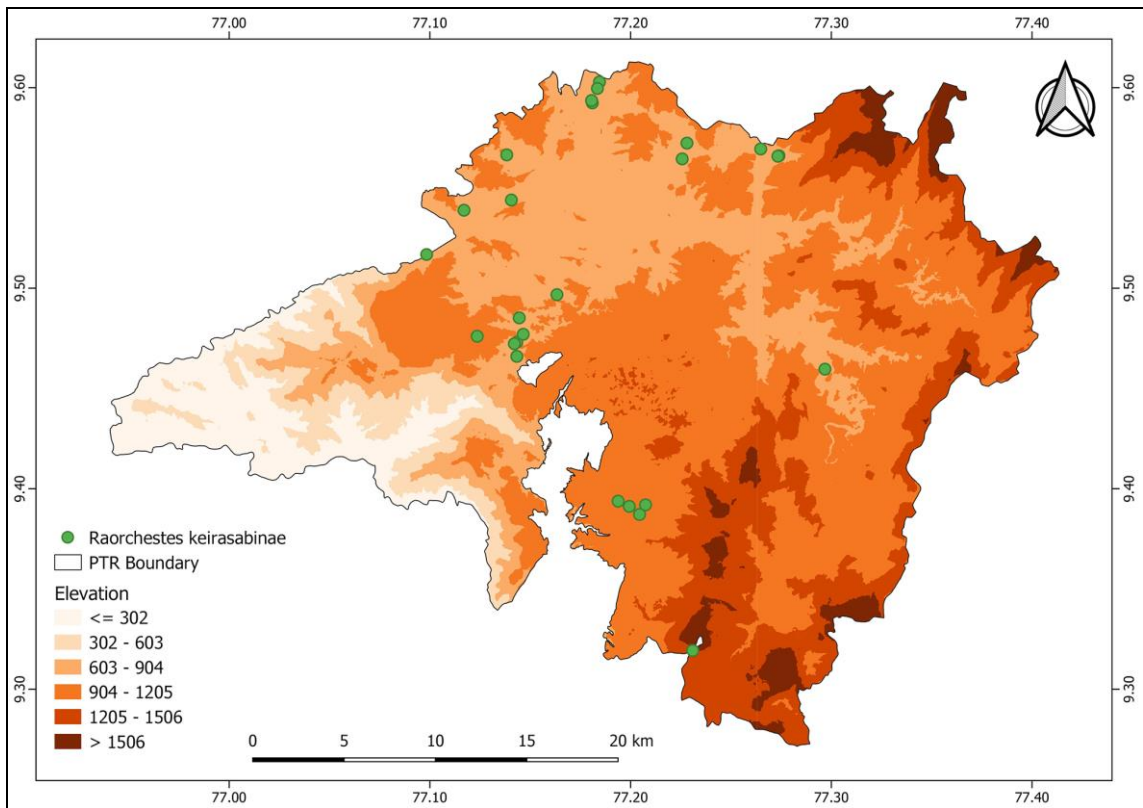 77.00 77.10 77.20 77.30 77.40
9.60 9.60
9.50 9.50
9.40 9.40
9.30 9.30
Raorchestes keirasabinae
PTR Boundary
Elevation
<= 302
302 - 603
603 - 904
904 - 1205
1205 - 1506
> 1506
0 5 10 15 20 km
77.00 77.10 77.20 77.30 77.40